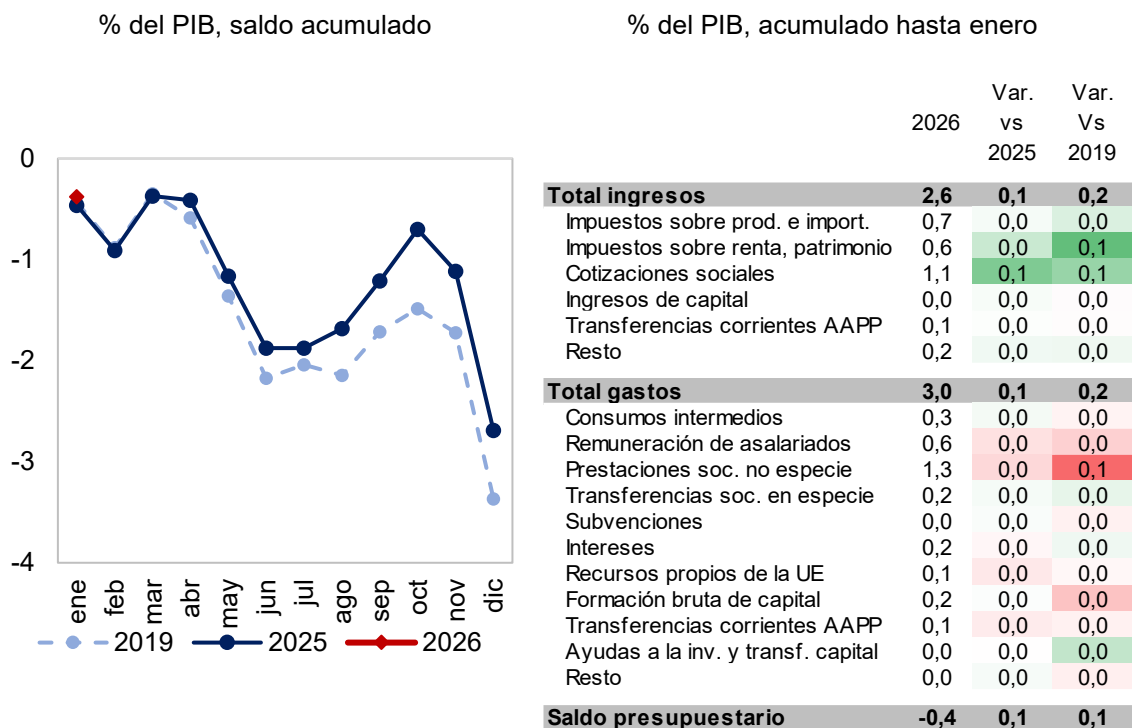 % del PIB, saldo acumulado
0
-1
-2
-3
-4
ene feb mar abr may jun jul ago sep oct nov dic
2019 2025 2026
% del PIB, acumulado hasta enero
2026 Var. vs 2025 Var. Vs 2019
Total ingresos 2,6 0,1 0,2
Impuestos sobre prod. e import. 0,7 0,0 0,0
Impuestos sobre renta, patrimonio 0,6 0,0 0,1
Cotizaciones sociales 1,1 0,1 0,1
Ingresos de capital 0,0 0,0 0,0
Transferencias corrientes AAPP 0,1 0,0 0,0
Resto 0,2 0,0 0,0
Total gastos 3,0 0,1 0,2
Consumos intermedios 0,3 0,0 0,0
Remuneración de asalariados 0,6 0,0 0,0
Prestaciones soc. no especie 1,3 0,0 0,1
Transferencias soc. en especie 0,2 0,0 0,0
Subvenciones 0,0 0,0 0,0
Intereses 0,2 0,0 0,0
Recursos propios de la UE 0,1 0,0 0,0
Formación bruta de capital 0,2 0,0 0,0
Transferencias corrientes AAPP 0,1 0,0 0,0
Ayudas a la inv. y transf. capital 0,0 0,0 0,0
Resto 0,0 0,0 0,0
Saldo presupuestario -0,4 0,1 0,1